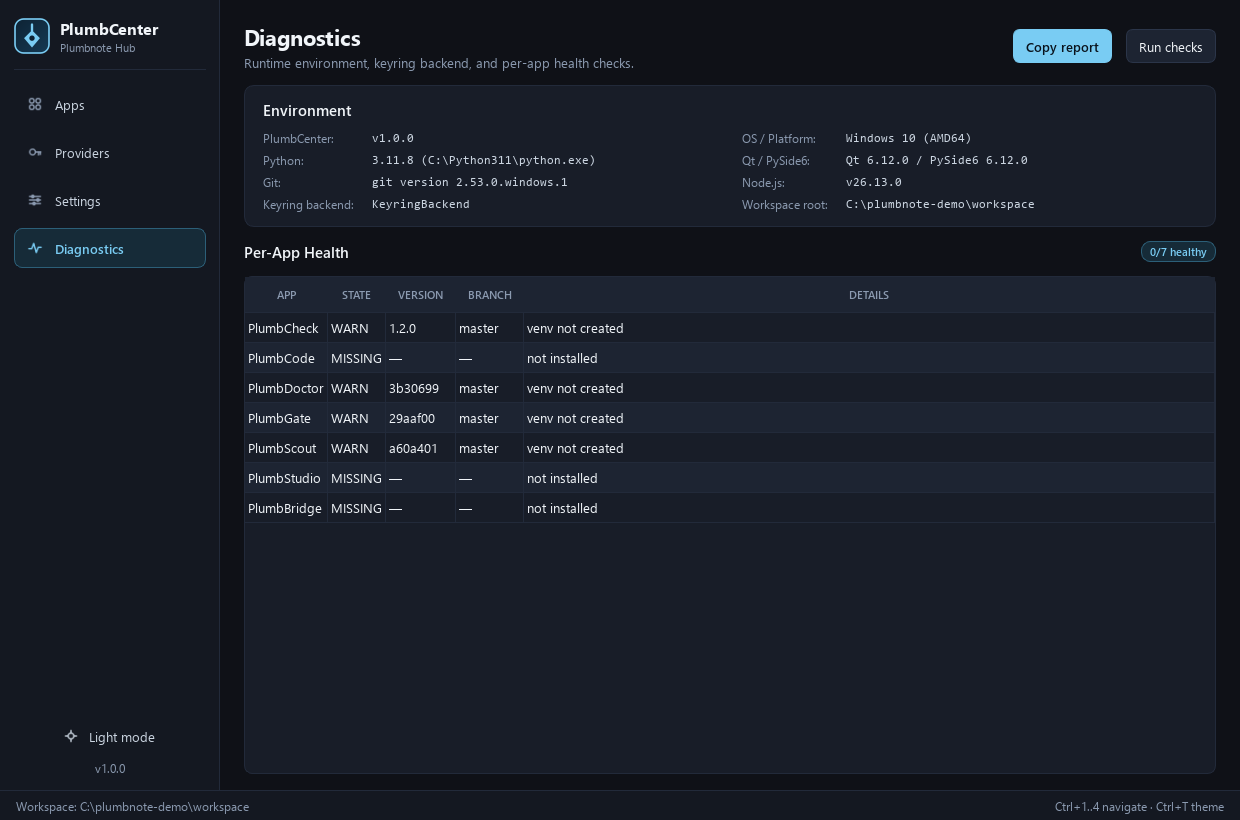 PlumbCenter
Plumbnote Hub
Apps
Providers
Settings
Diagnostics
Light mode
v1.0.0
Diagnostics
Runtime environment, keyring backend, and per-app health checks.
Copy report
Run checks
Environment
PlumbCenter: v1.0.0 OS / Platform: Windows 10 (AMD64)
Python: 3.11.8 (C:\Python311\python.exe) Qt / PySide6: Qt 6.12.0 / PySide6 6.12.0
Git: git version 2.53.0.windows.1 Node.js: v26.13.0
Keyring backend: KeyringBackend Workspace root: C:\plumbnote-demo\workspace
Per-App Health 0/7 healthy
APP STATE VERSION BRANCH DETAILS
PlumbCheck WARN 1.2.0 master venv not created
PlumbCode MISSING — — not installed
PlumbDoctor WARN 3b30699 master venv not created
PlumbGate WARN 29aaf00 master venv not created
PlumbScout WARN a60a401 master venv not created
PlumbStudio MISSING — — not installed
PlumbBridge MISSING — — not installed
Workspace: C:\plumbnote-demo\workspace Ctrl+1..4 navigate · Ctrl+T theme